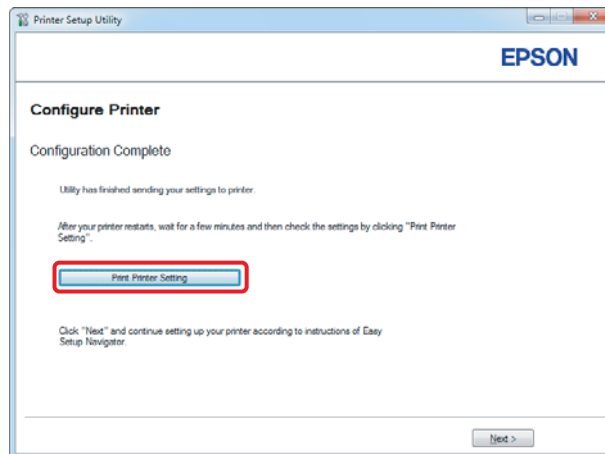 Printer Setup Utility
EPSON
Configure Printer
Configuration Complete
Utility has finished sending your settings to printer.
After your printer restarts, wait for a few minutes and then check the settings by clicking "Print Printer
Setting".
Print Printer Setting
Click "Next" and continue setting up your printer according to instructions of Easy
Setup Navigator.
Next >